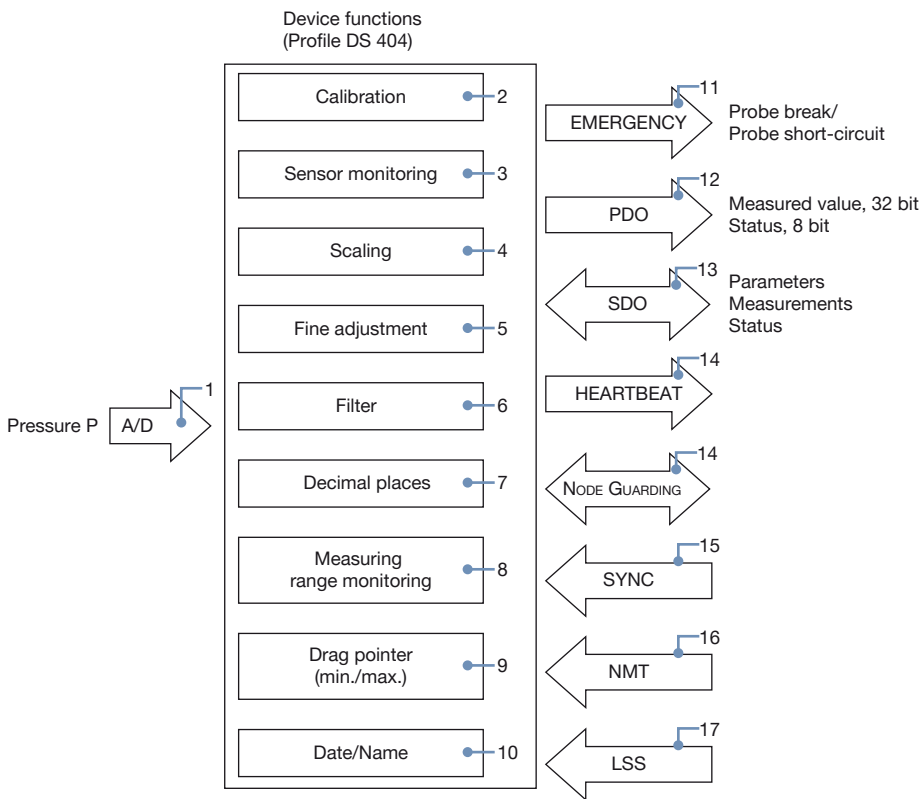 Device functions
(Profile DS 404)
Calibration
2
Sensor monitoring
3
Scaling
4
Fine adjustment
5
Filter
6
Decimal places
7
Measuring
range monitoring
8
Drag pointer
(min./max.)
9
Date/Name
10
Pressure P
A/D
1
EMERGENCY
11
Probe break/
Probe short-circuit
PDO
12
Measured value, 32 bit
Status, 8 bit
SDO
13
Parameters
Measurements
Status
HEARTBEAT
14
NODE GUARDING
14
SYNC
15
NMT
16
LSS
17